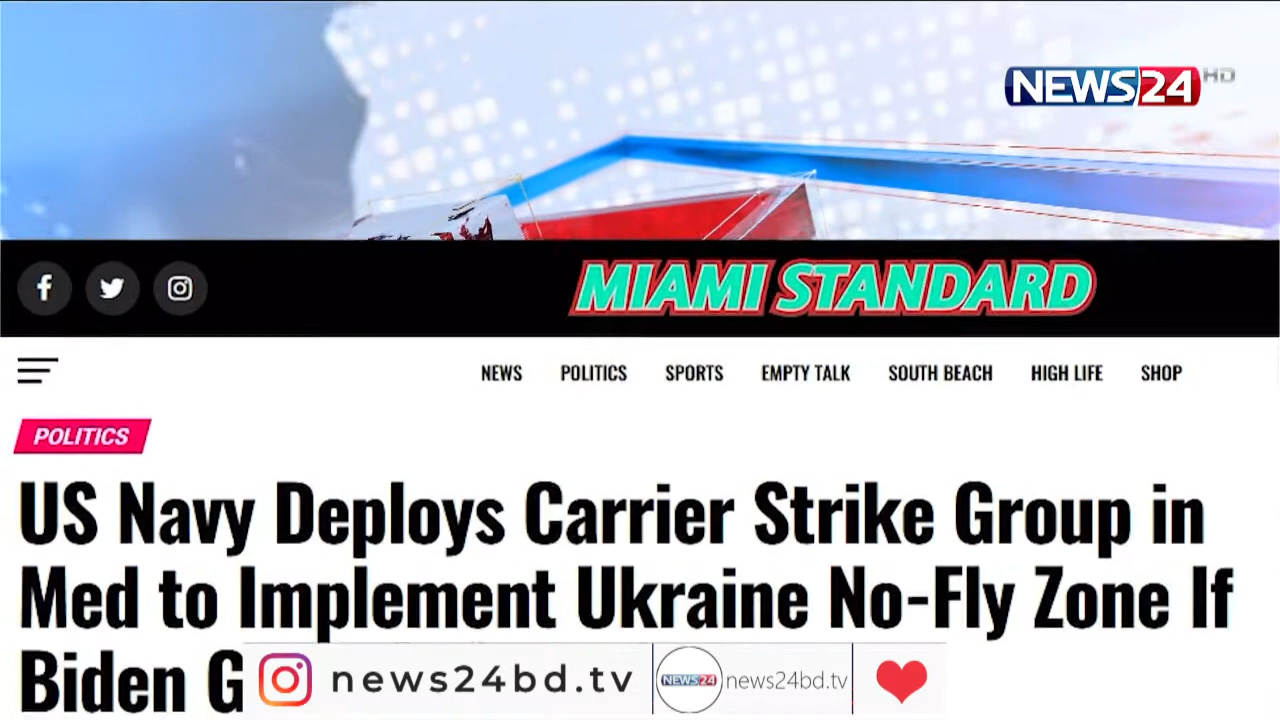 NEWS24 HD
MIAMI STANDARD
NEWS POLITICS SPORTS EMPTY TALK SOUTH BEACH HIGH LIFE SHOP
POLITICS
US Navy Deploys Carrier Strike Group in
Med to Implement Ukraine No-Fly Zone If
Biden G
news24bd.tv NEWS24 news24bd.tv